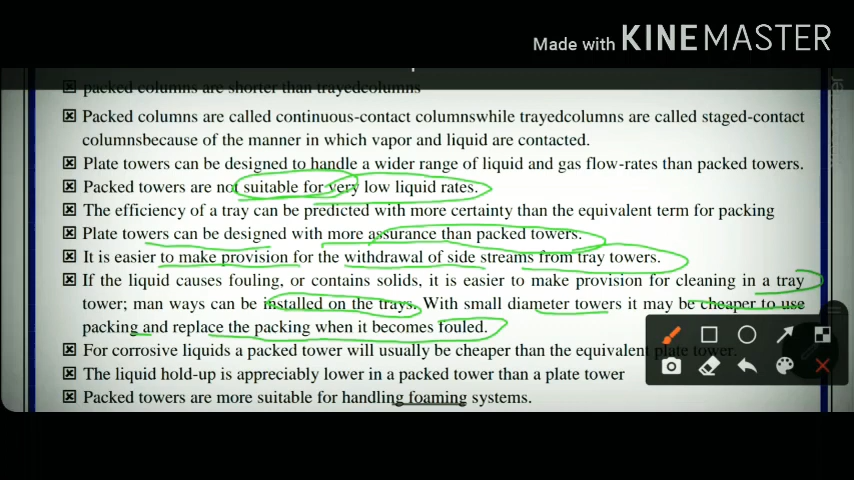 Made with KINEMASTER
packed columns are shorter than trayedcolumns
Packed columns are called continuous-contact columnswhile trayedcolumns are called staged-contact
columnsbecause of the manner in which vapor and liquid are contacted.
Plate towers can be designed to handle a wider range of liquid and gas flow-rates than packed towers.
Packed towers are not suitable for very low liquid rates.
The efficiency of a tray can be predicted with more certainty than the equivalent term for packing
Plate towers can be designed with more assurance than packed towers.
It is easier to make provision for the withdrawal of side streams from tray towers.
If the liquid causes fouling, or contains solids, it is easier to make provision for cleaning in a tray
tower; man ways can be installed on the trays. With small diameter towers it may be cheaper to use
packing and replace the packing when it becomes fouled.
For corrosive liquids a packed tower will usually be cheaper than the equivalent plate tower.
The liquid hold-up is appreciably lower in a packed tower than a plate tower
Packed towers are more suitable for handling foaming systems.